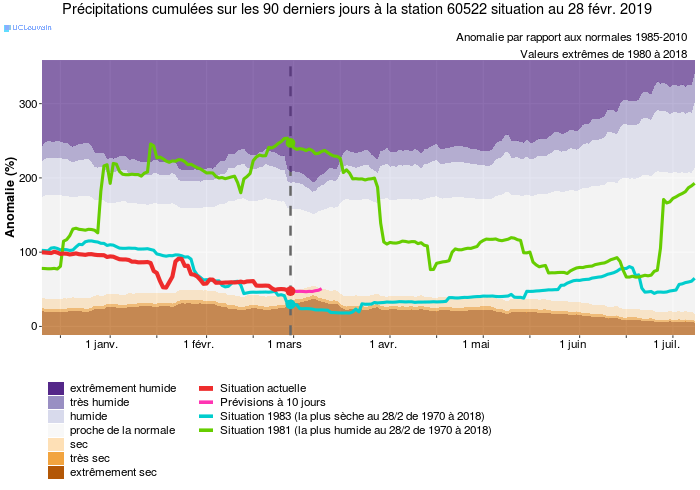 Précipitations cumulées sur les 90 derniers jours à la station 60522 situation au 28 févr. 2019
UCLouvain
Anomalie par rapport aux normales 1985-2010
Valeurs extrêmes de 1980 à 2018
Anomalie (%)
300
200
100
0
1 janv. 1 févr. 1 mars 1 avr. 1 mai 1 juin 1 juil.
extrêmement humide
très humide
humide
proche de la normale
sec
très sec
extrêmement sec
Situation actuelle
Prévisions à 10 jours
Situation 1983 (la plus sèche au 28/2 de 1970 à 2018)
Situation 1981 (la plus humide au 28/2 de 1970 à 2018)